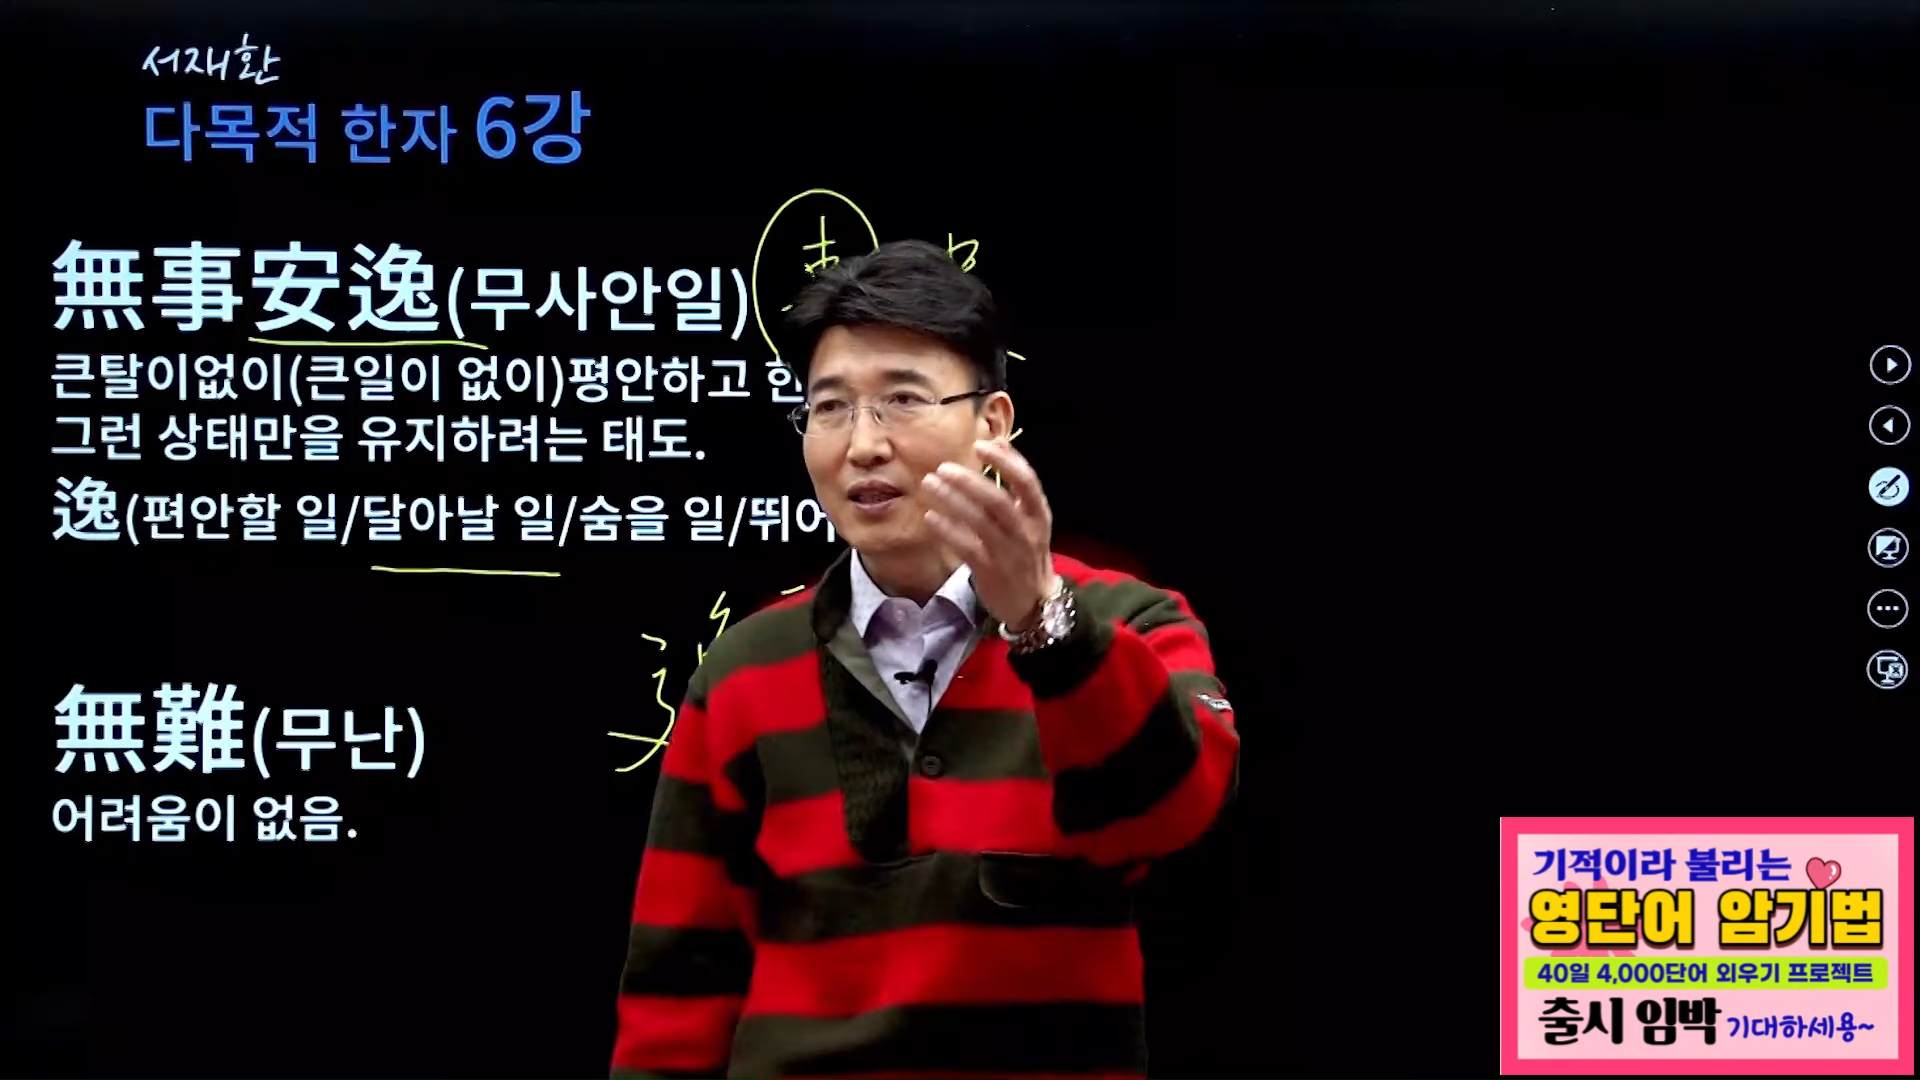 서재환
다목적 한자 6강
無事安逸(무사안일)
큰탈이없이(큰일이 없이)평안하고 한
그런 상태만을 유지하려는 태도.
逸(편안할 일/달아날 일/숨을 일/뛰어
無難(무난)
어려움이 없음.
기적이라 불리는
영단어 암기법
40일 4,000단어 외우기 프로젝트
출시 임박 기대하세용~